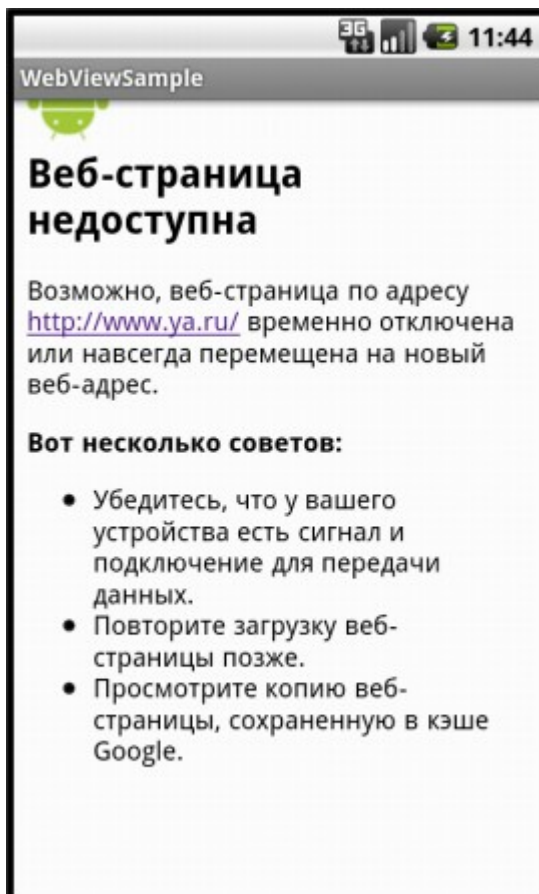 3G
11:44
WebViewSample
Веб-страница
недоступна
Возможно, веб-страница по адресу
http://www.ya.ru/ временно отключена
или навсегда перемещена на новый
веб-адрес.
Вот несколько советов:
• Убедитесь, что у вашего
устройства есть сигнал и
подключение для передачи
данных.
• Повторите загрузку веб-
страницы позже.
• Просмотрите копию веб-
страницы, сохраненную в кэше
Google.